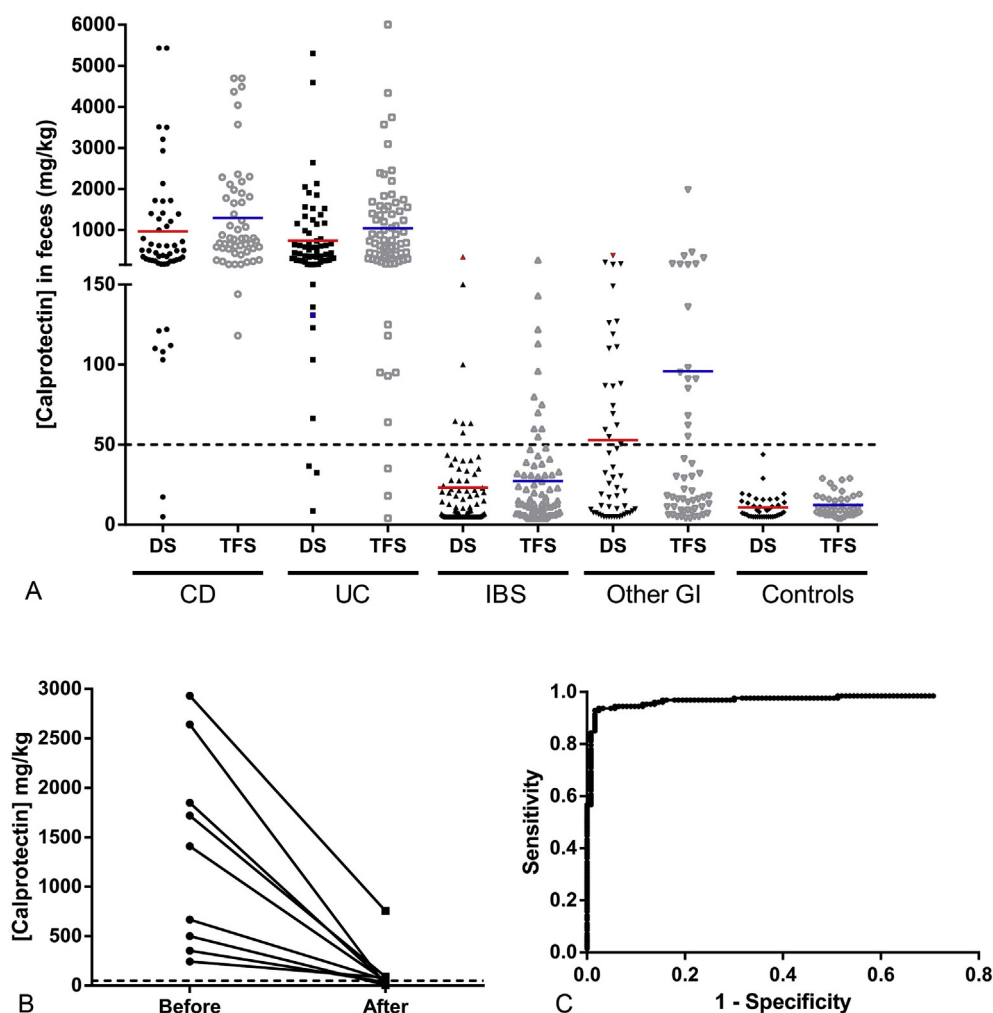 [Calprotectin] in feces (mg/kg)
6000
5000
4000
3000
2000
1000
150
100
50
0
DS TFS DS TFS DS TFS DS TFS DS TFS
CD UC IBS Other GI Controls
A
[Calprotectin] mg/kg
3000
2500
2000
1500
1000
500
0
Before After
B
Sensitivity
1.0
0.8
0.6
0.4
0.2
0.0
0.0 0.2 0.4 0.6 0.8
1 - Specificity
C